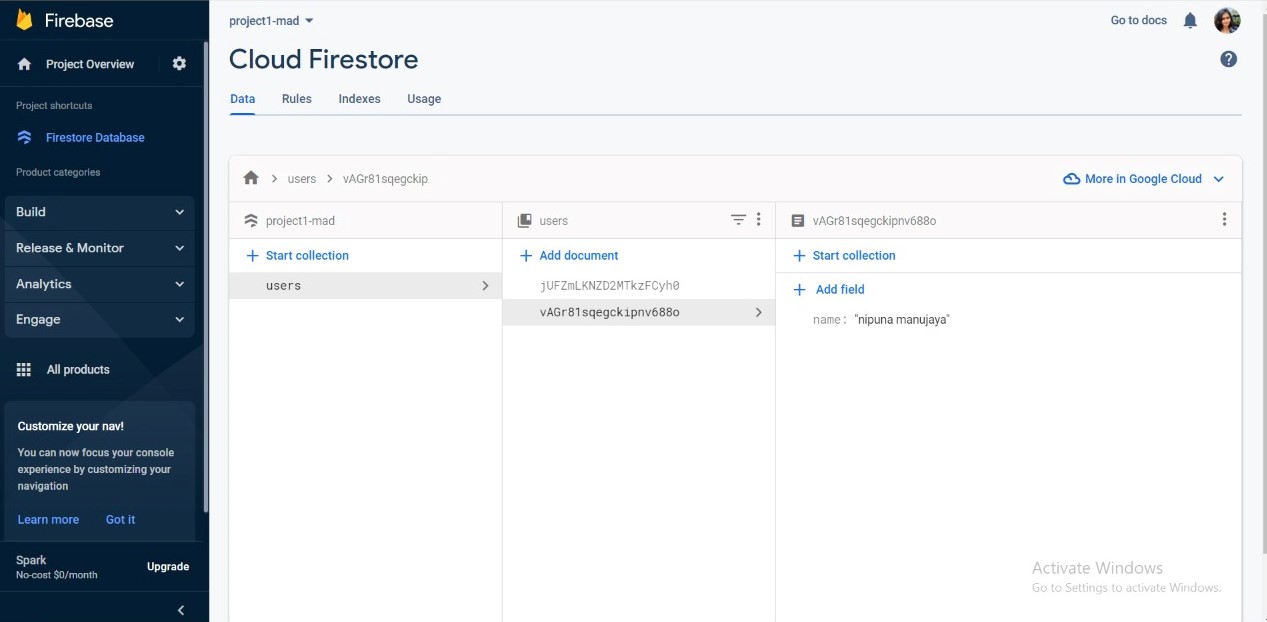 Firebase
Project Overview
Project shortcuts
Firestore Database
Product categories
Build
Release & Monitor
Analytics
Engage
All products
Customize your nav!
You can now focus your console
experience by customizing your
navigation
Learn more Got it
Spark
No-cost $0/month
Upgrade
project1-mad
Go to docs
Cloud Firestore
Data Rules Indexes Usage
users vAGr81sqegckip
More in Google Cloud
project1-mad
Start collection
users
users
Add document
jUFZmLKNZD2MTkzFCyh0
vAGr81sqegckipnv688o
vAGr81sqegckipnv688o
Start collection
Add field
name: "nipuna manujaya"
Activate Windows
Go to Settings to activate Windows.